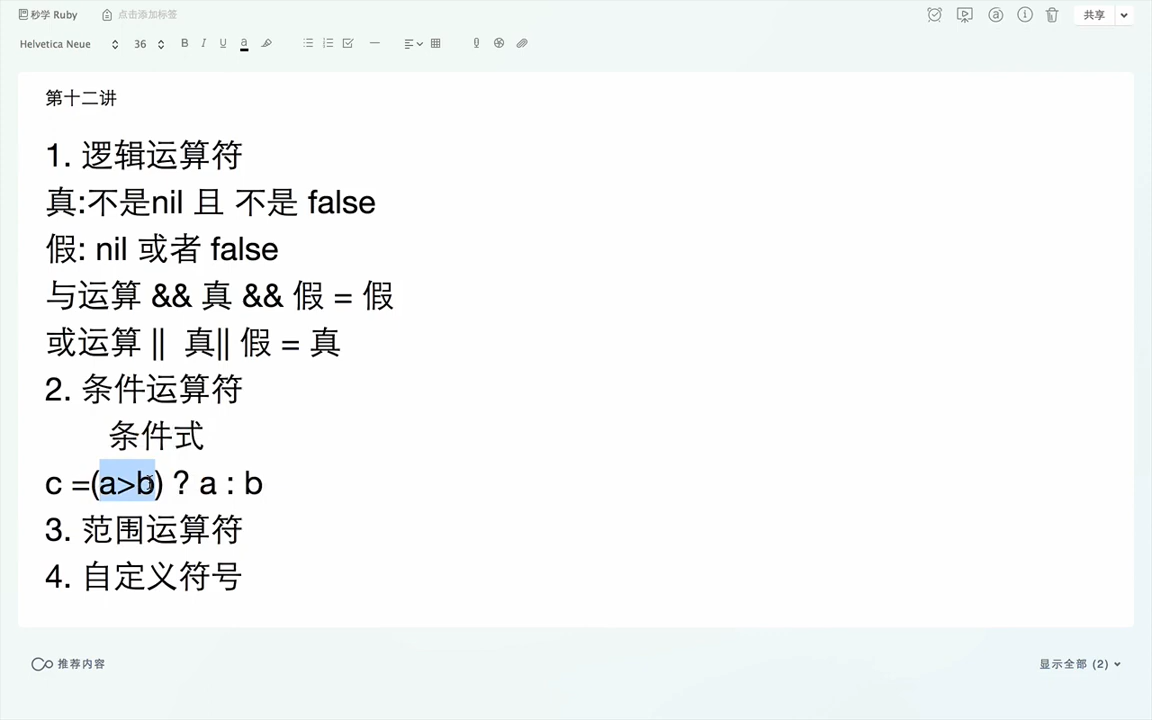 秒学 Ruby 点击添加标签 共享
Helvetica Neue 36 B I U a
第十二讲
1. 逻辑运算符
真:不是nil 且 不是 false
假: nil 或者 false
与运算 && 真 && 假 = 假
或运算 || 真|| 假 = 真
2. 条件运算符
条件式
c =(a>b) ? a : b
3. 范围运算符
4. 自定义符号
推荐内容 显示全部 (2)